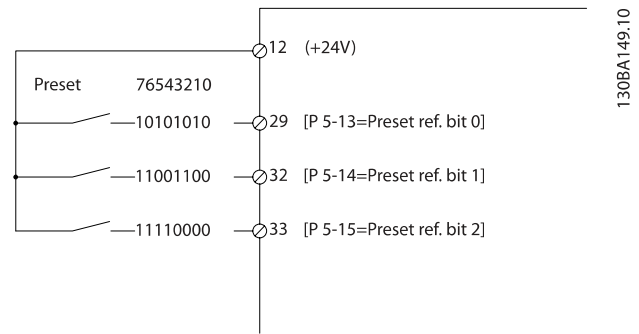 12 (+24V)
Preset 76543210
10101010 29 [P 5-13=Preset ref. bit 0]
11001100 32 [P 5-14=Preset ref. bit 1]
11110000 33 [P 5-15=Preset ref. bit 2]
130BA149.10